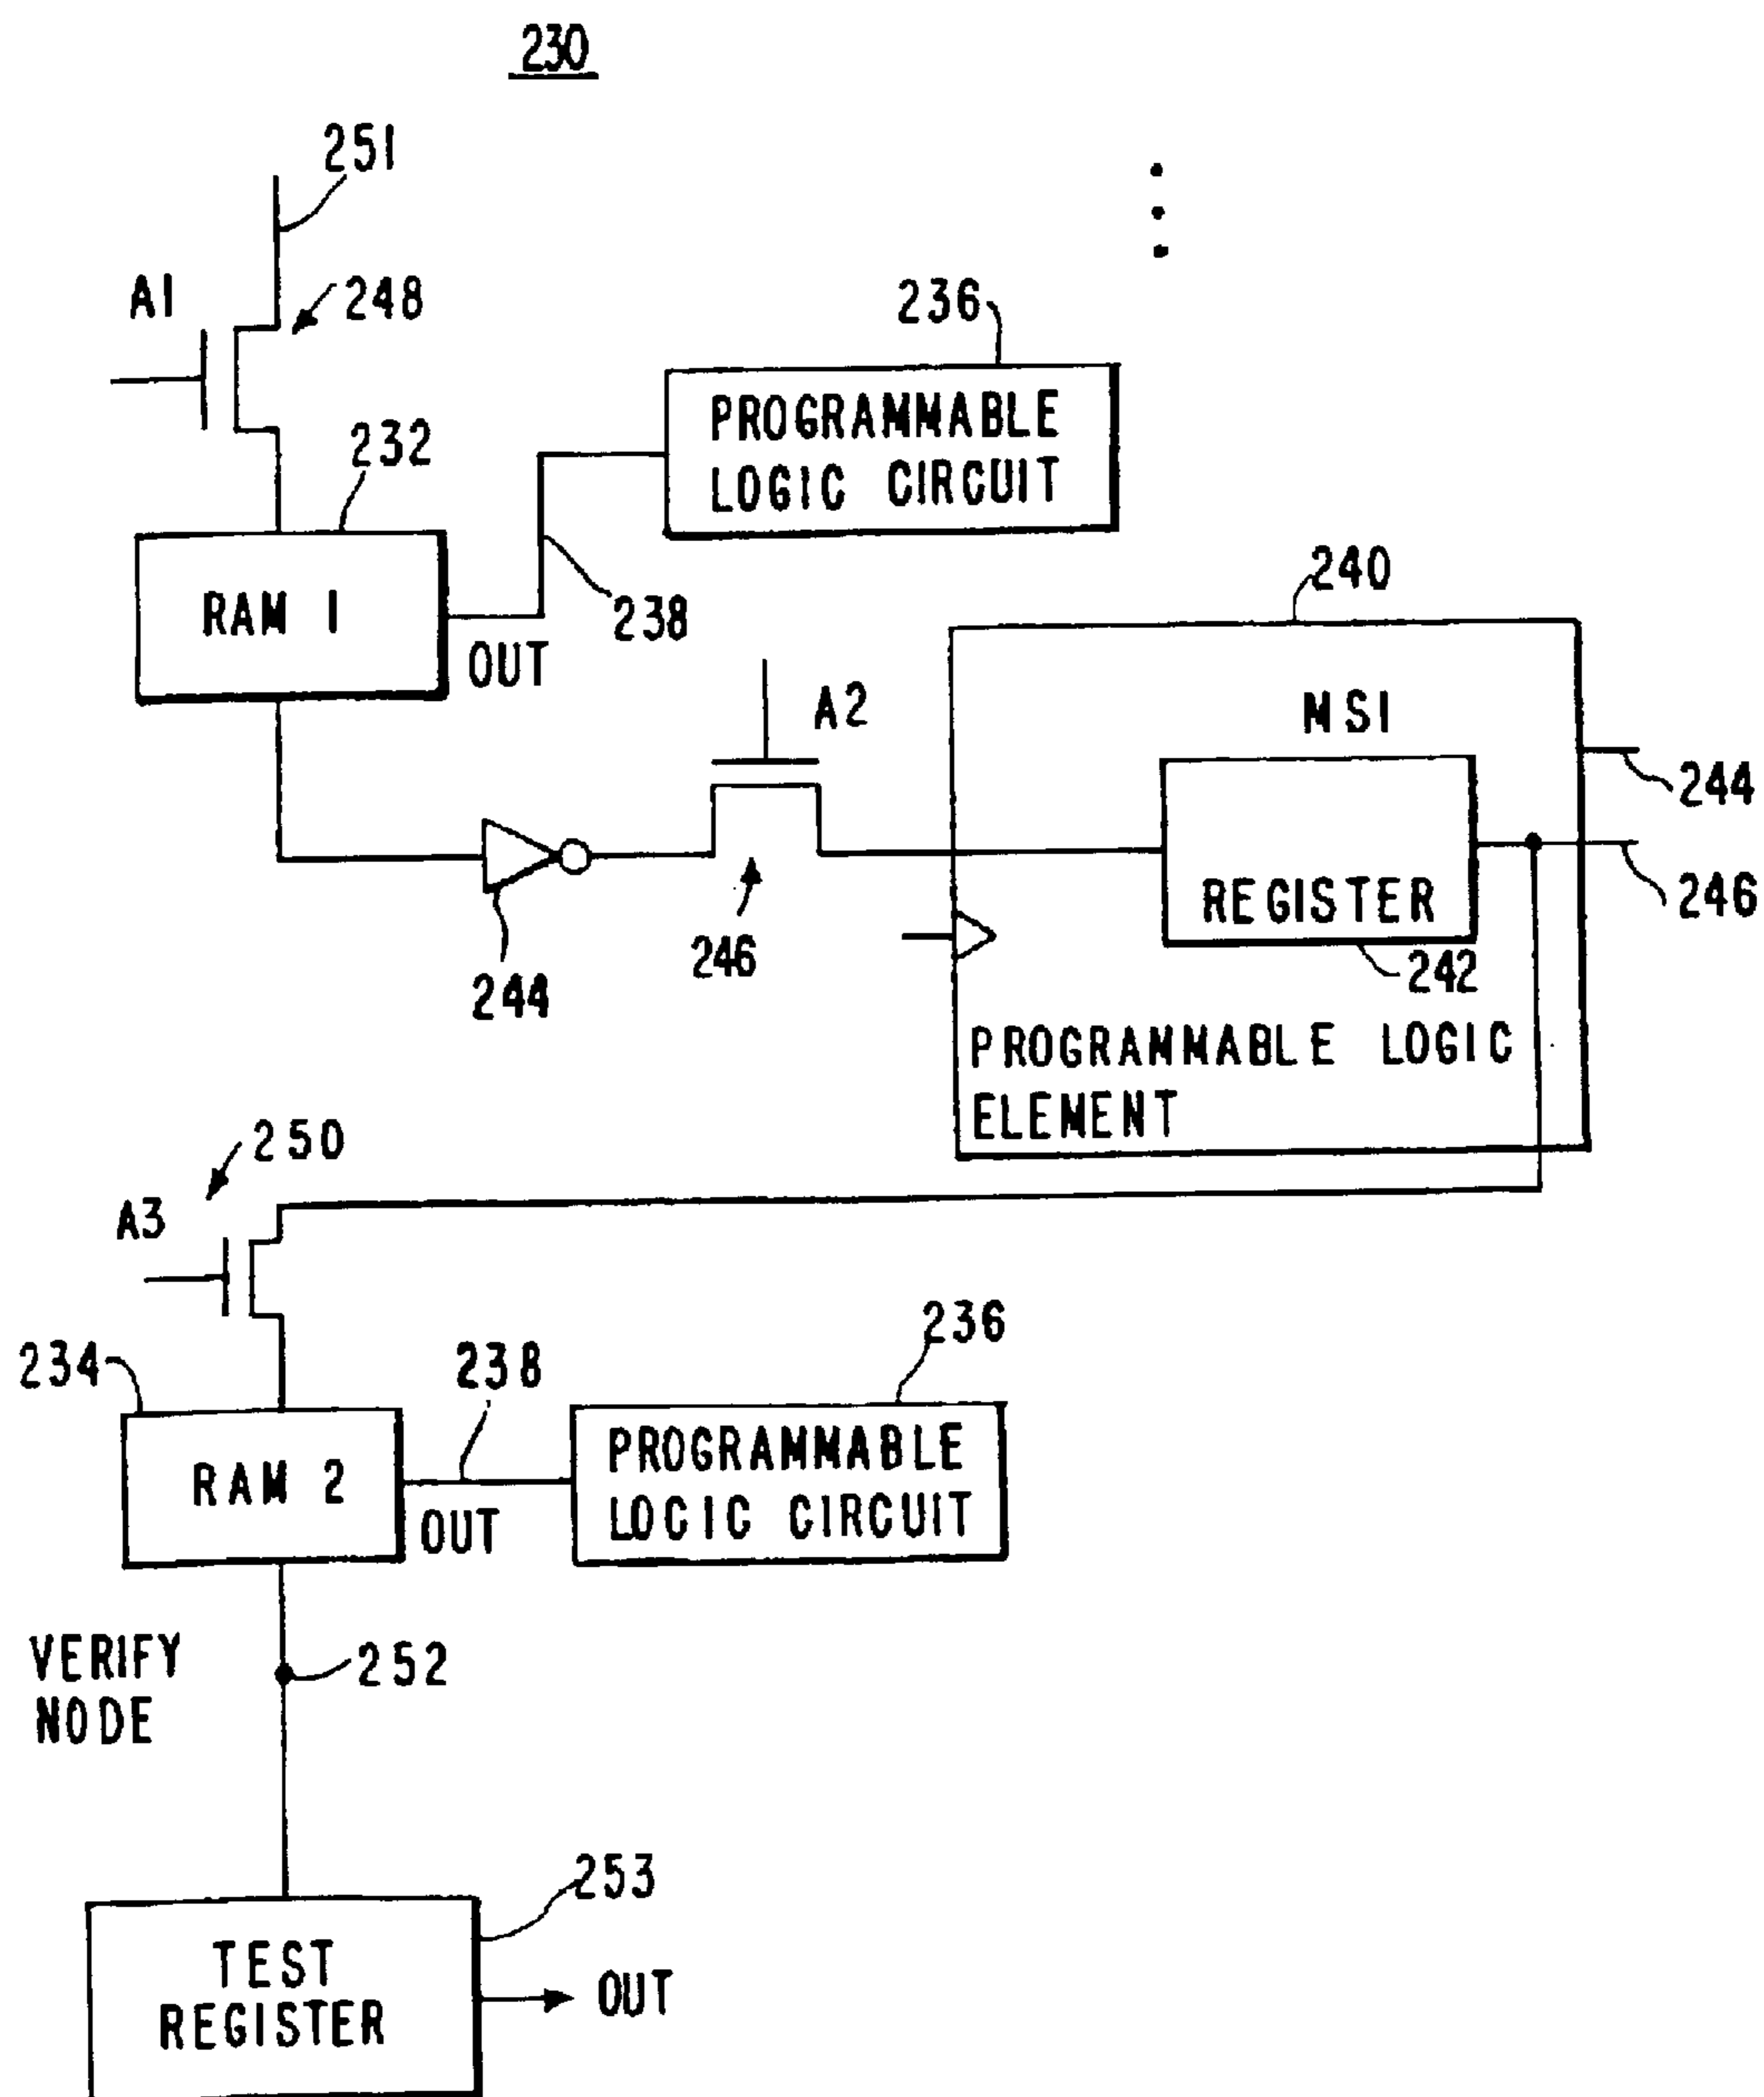 230
251
A1
248
236
PROGRAMMABLE
LOGIC CIRCUIT
232
RAM 1
OUT
238
240
A2
MSI
244
246
REGISTER
242
244
246
PROGRAMMABLE LOGIC
ELEMENT
250
A3
234
238
236
RAM 2
OUT
PROGRAMMABLE
LOGIC CIRCUIT
VERIFY
NODE
252
253
TEST
REGISTER
OUT